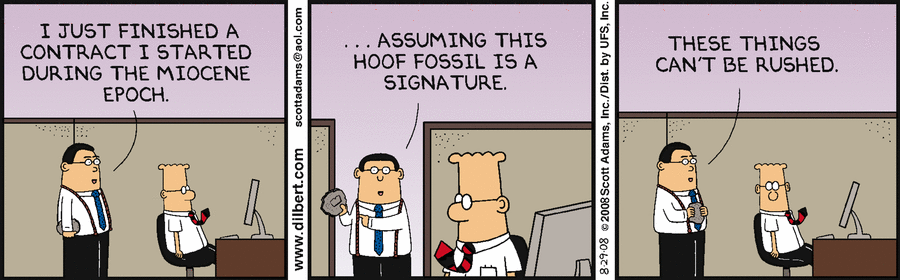 I JUST FINISHED A
CONTRACT I STARTED
DURING THE MIOCENE
EPOCH.
www.dilbert.com scottadams@aol.com
...ASSUMING THIS
HOOF FOSSIL IS A
SIGNATURE.
8-29-08 © 2008 Scott Adams, Inc./Dist. by UFS, Inc.
THESE THINGS
CAN'T BE RUSHED.